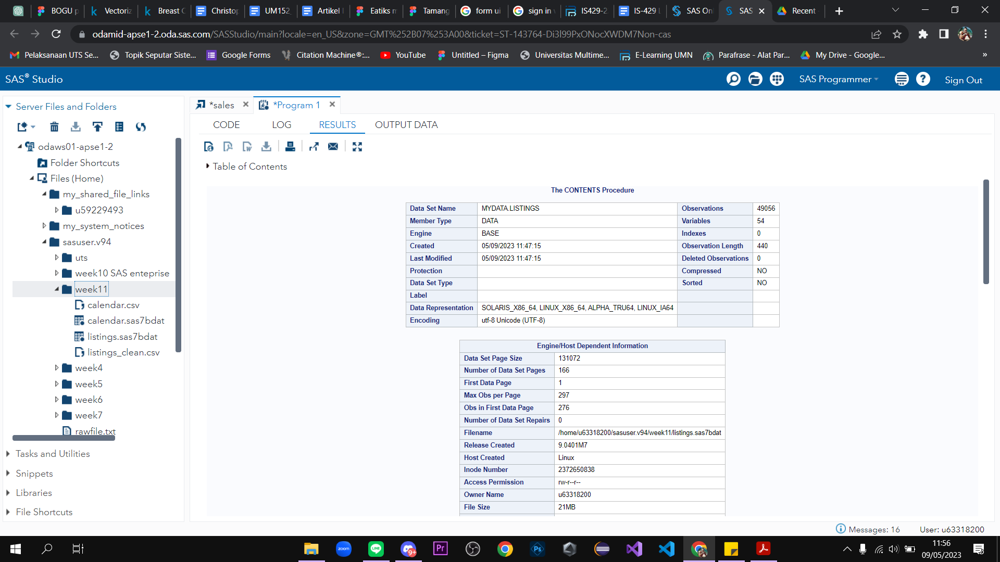 BOGU p
Vectoriz
Breast C
Christop
UM152
Artikel
Eatiks m
Tamang
form ui
sign in
IS429-2
IS-429 L
SAS On
SAS
Recent
odamid-apse1-2.oda.sas.com/SASStudio/main?locale=en_US&zone=GMT%252B07%253A00&ticket=ST-143764-Di3l99PxONocXWDM7Non-cas
Pelaksanaan UTS Se...
Topik Seputar Siste...
Google Forms
Citation Machine®:...
YouTube
Untitled – Figma
Universitas Multime...
E-Learning UMN
Parafrase - Alat Par...
My Drive - Google...
»
SAS® Studio
SAS Programmer
Sign Out
Server Files and Folders
odaws01-apse1-2
Folder Shortcuts
Files (Home)
my_shared_file_links
u59229493
my_system_notices
sasuser.v94
uts
week10 SAS enteprise
week11
calendar.csv
calendar.sas7bdat
listings.sas7bdat
listings_clean.csv
week4
week5
week6
week7
rawfile.txt
Tasks and Utilities
Snippets
Libraries
File Shortcuts
*sales
*Program 1
CODE LOG RESULTS OUTPUT DATA
Table of Contents
The CONTENTS Procedure
Data Set Name MYDATA.LISTINGS Observations 49056
Member Type DATA Variables 54
Engine BASE Indexes 0
Created 05/09/2023 11:47:15 Observation Length 440
Last Modified 05/09/2023 11:47:15 Deleted Observations 0
Protection Compressed NO
Data Set Type Sorted NO
Label
Data Representation SOLARIS_X86_64, LINUX_X86_64, ALPHA_TRU64, LINUX_IA64
Encoding utf-8 Unicode (UTF-8)
Engine/Host Dependent Information
Data Set Page Size 131072
Number of Data Set Pages 166
First Data Page 1
Max Obs per Page 297
Obs in First Data Page 276
Number of Data Set Repairs 0
Filename /home/u63318200/sasuser.v94/week11/listings.sas7bdat
Release Created 9.0401M7
Host Created Linux
Inode Number 2372650838
Access Permission rw-r--r--
Owner Name u63318200
File Size 21MB
Messages: 16
User: u63318200
zoom
LINE
9+
Pr
Ps
11:56
09/05/2023